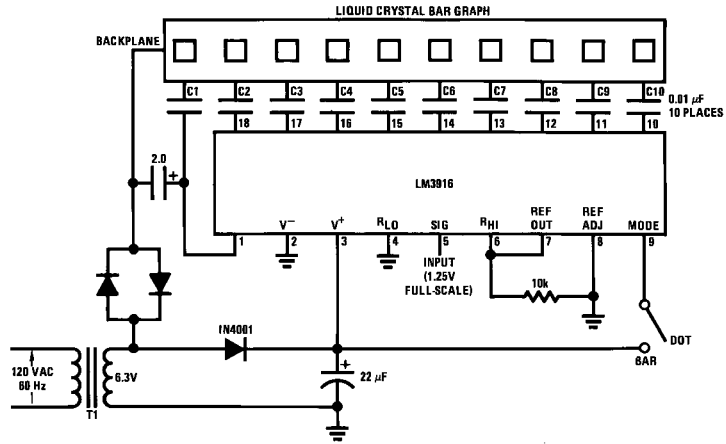 LIQUID CRYSTAL BAR GRAPH
BACKPLANE
C1 C2 C3 C4 C5 C6 C7 C8 C9 C10
0.01 μF
10 PLACES
18 17 16 15 14 13 12 11 10
2.0
+
LM3916
V− V+ RLO SIG RHI REF OUT REF ADJ MODE
1 2 3 4 5 6 7 8 9
INPUT
(1.25V
FULL-SCALE)
10k
DOT
BAR
IN4001
120 VAC
60 Hz
6.3V
T1
+
22 μF